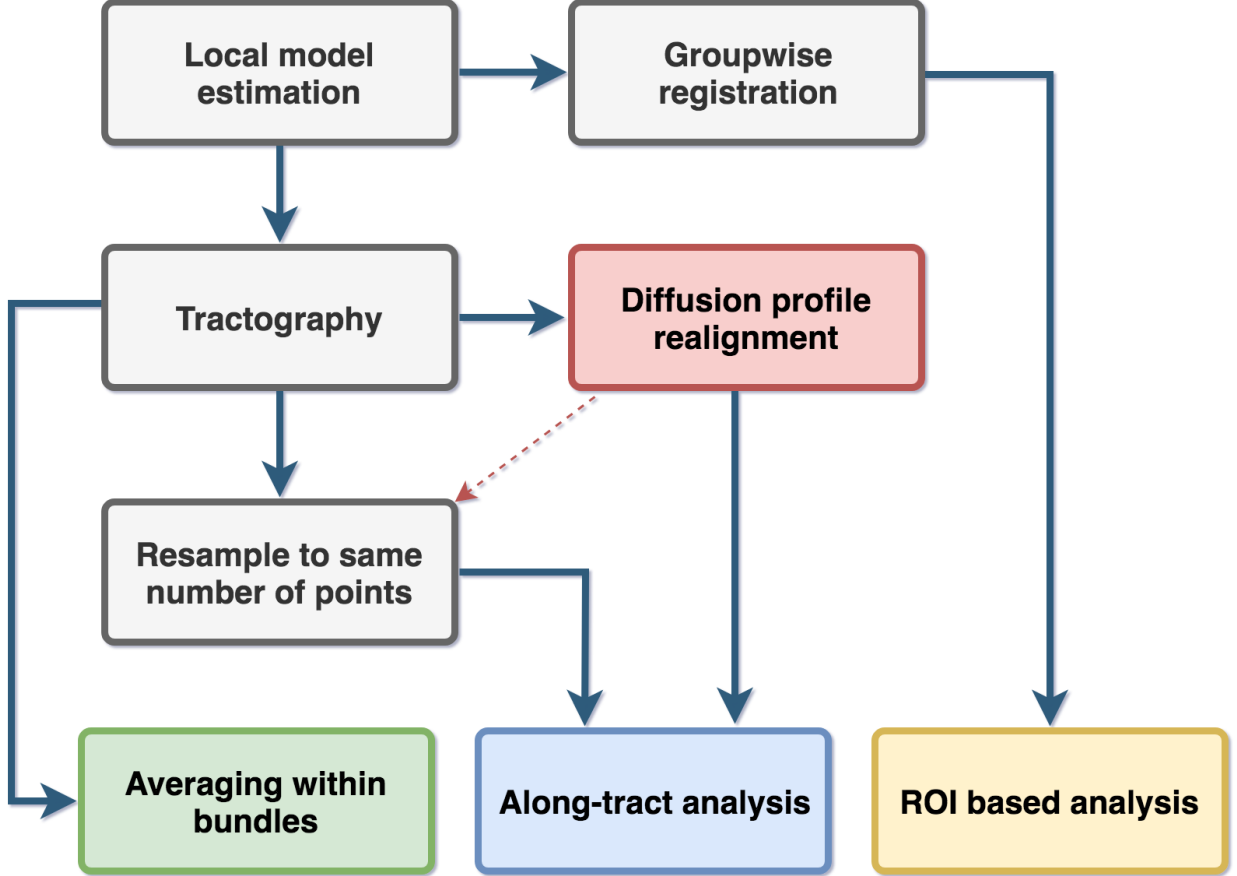 Local model
estimation
Groupwise
registration
Tractography
Diffusion profile
realignment
Resample to same
number of points
Averaging within
bundles
Along-tract analysis
ROI based analysis